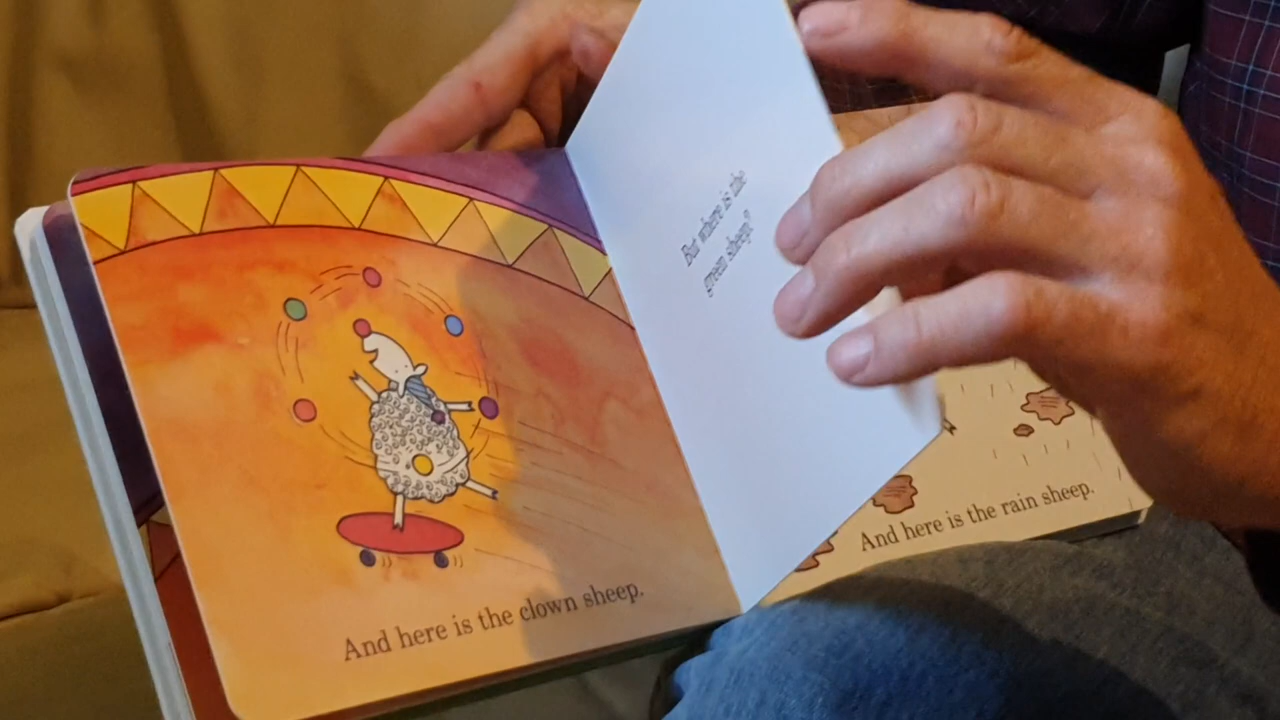 And here is the clown sheep.
But where is the
green sheep?
And here is the rain sheep.